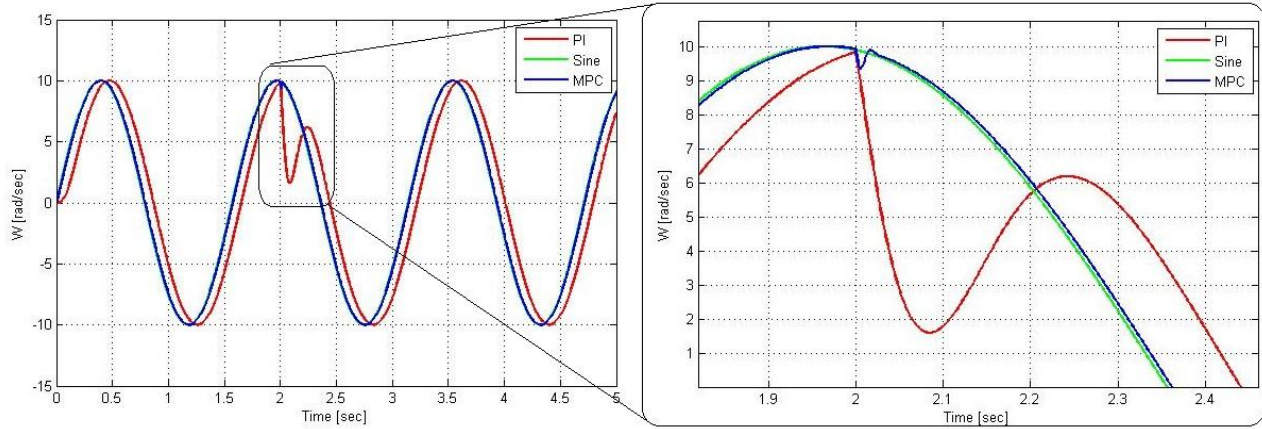 15
10
5
0
-5
-10
-15
W [rad/sec]
0 0.5 1 1.5 2 2.5 3 3.5 4 4.5 5
Time [sec]
PI
Sine
MPC
10
9
8
7
6
5
4
3
2
1
W [rad/sec]
1.9 2 2.1 2.2 2.3 2.4
Time [sec]
PI
Sine
MPC